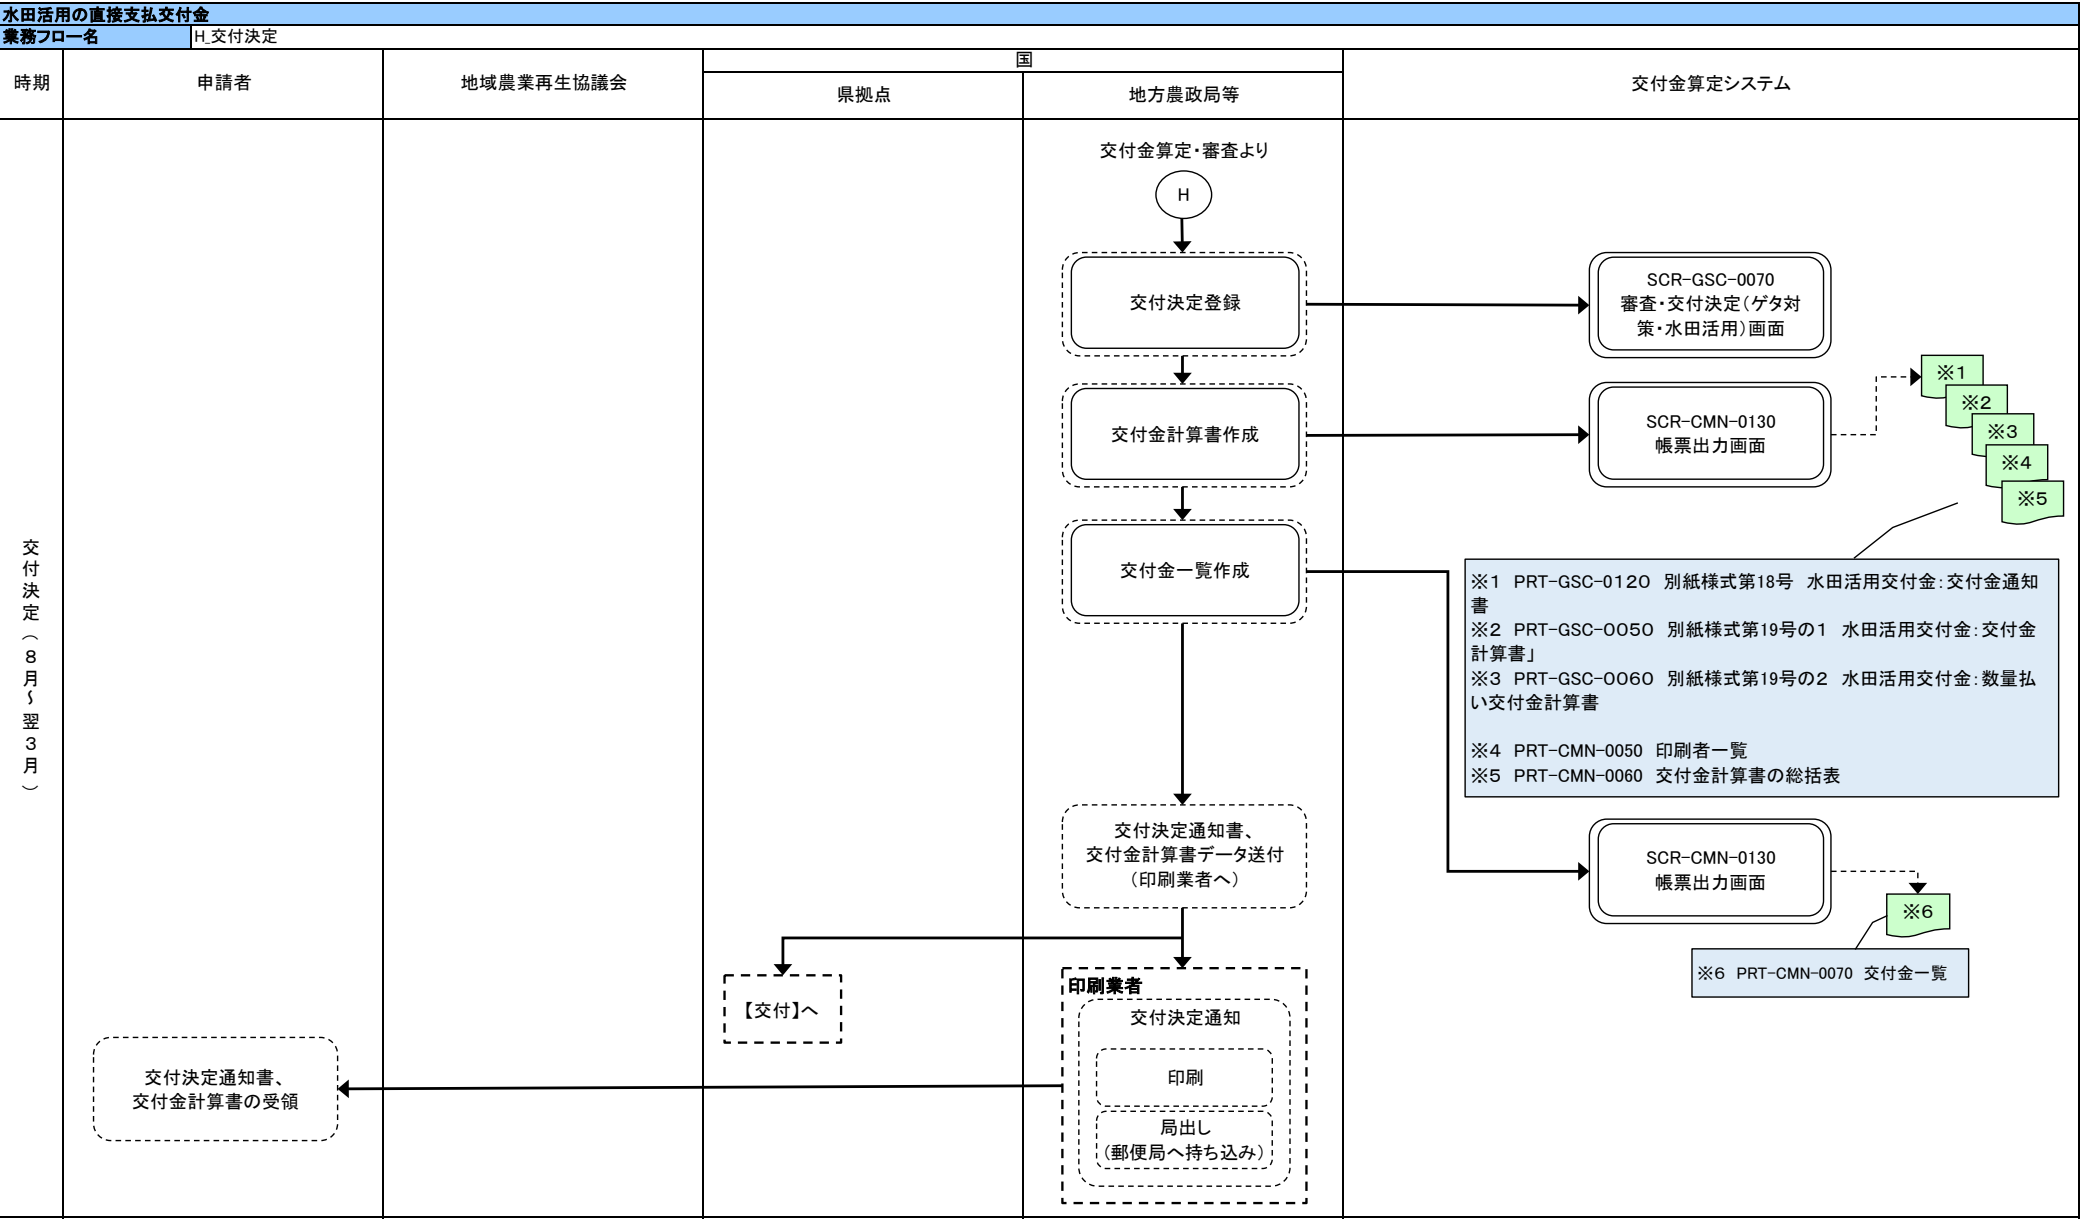 水田活用の直接支払交付金
業務フロー名
H_交付決定
時期
申請者
地域農業再生協議会
国
県拠点
地方農政局等
交付金算定システム
交付決定（８月～翌３月）
交付金算定・審査より
H
交付決定登録
SCR-GSC-0070
審査・交付決定（ゲタ対
策・水田活用）画面
交付金計算書作成
SCR-CMN-0130
帳票出力画面
※1
※2
※3
※4
※5
交付金一覧作成
※１　PRT-GSC-０１２０　別紙様式第18号　水田活用交付金：交付金通知
書
※２　PRT-GSC-００５０　別紙様式第19号の１　水田活用交付金：交付金
計算書」
※３　PRT-GSC-００６０　別紙様式第19号の２　水田活用交付金：数量払
い交付金計算書
※４　PRT-CMN-0050　印刷者一覧
※５　PRT-CMN-0060　交付金計算書の総括表
交付決定通知書、
交付金計算書データ送付
（印刷業者へ）
SCR-CMN-0130
帳票出力画面
※6
※６　PRT-CMN-0070　交付金一覧
【交付】へ
印刷業者
交付決定通知
印刷
局出し
（郵便局へ持ち込み）
交付決定通知書、
交付金計算書の受領